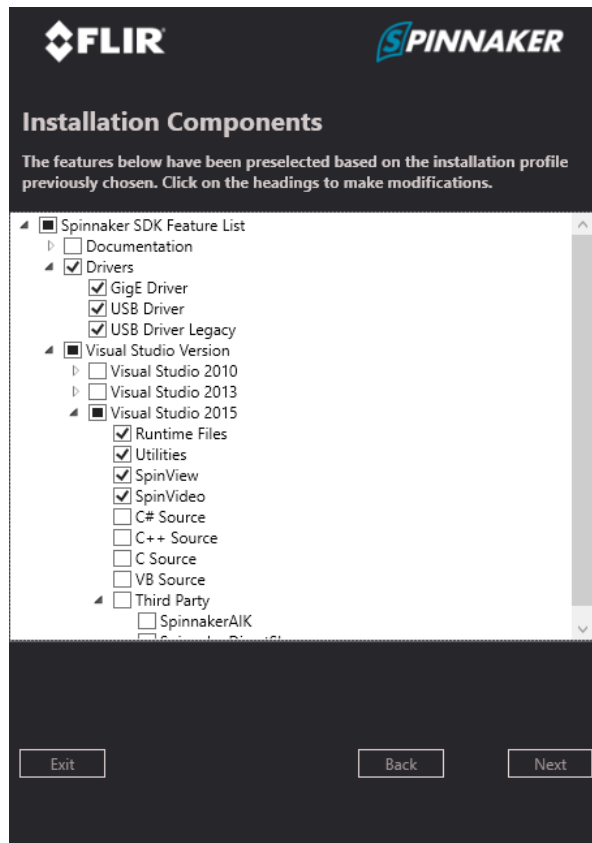 FLIR
SPINNAKER
Installation Components
The features below have been preselected based on the installation profile
previously chosen. Click on the headings to make modifications.
Spinnaker SDK Feature List
Documentation
Drivers
GigE Driver
USB Driver
USB Driver Legacy
Visual Studio Version
Visual Studio 2010
Visual Studio 2013
Visual Studio 2015
Runtime Files
Utilities
SpinView
SpinVideo
C# Source
C++ Source
C Source
VB Source
Third Party
SpinnakerAIK
Exit
Back
Next